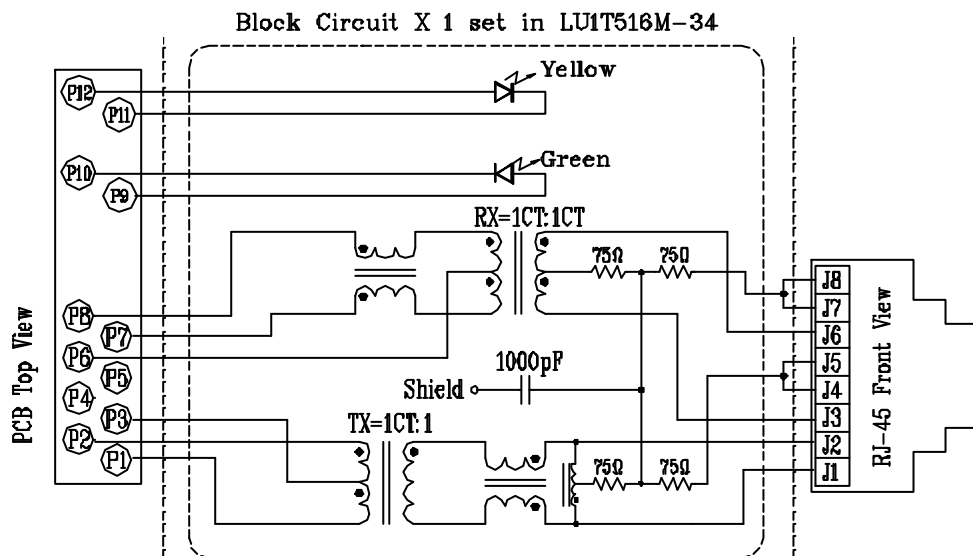 Block Circuit X 1 set in LU1T516M-34
P12
Yellow
P11
P10
Green
P9
RX=1CT:1CT
75Ω 75Ω
P8
P7
P6
P5
P4
P3
P2
P1
PCB Top View
1000pF
Shield
TX=1CT:1
75Ω 75Ω
J8
J7
J6
J5
J4
J3
J2
J1
RJ-45 Front View